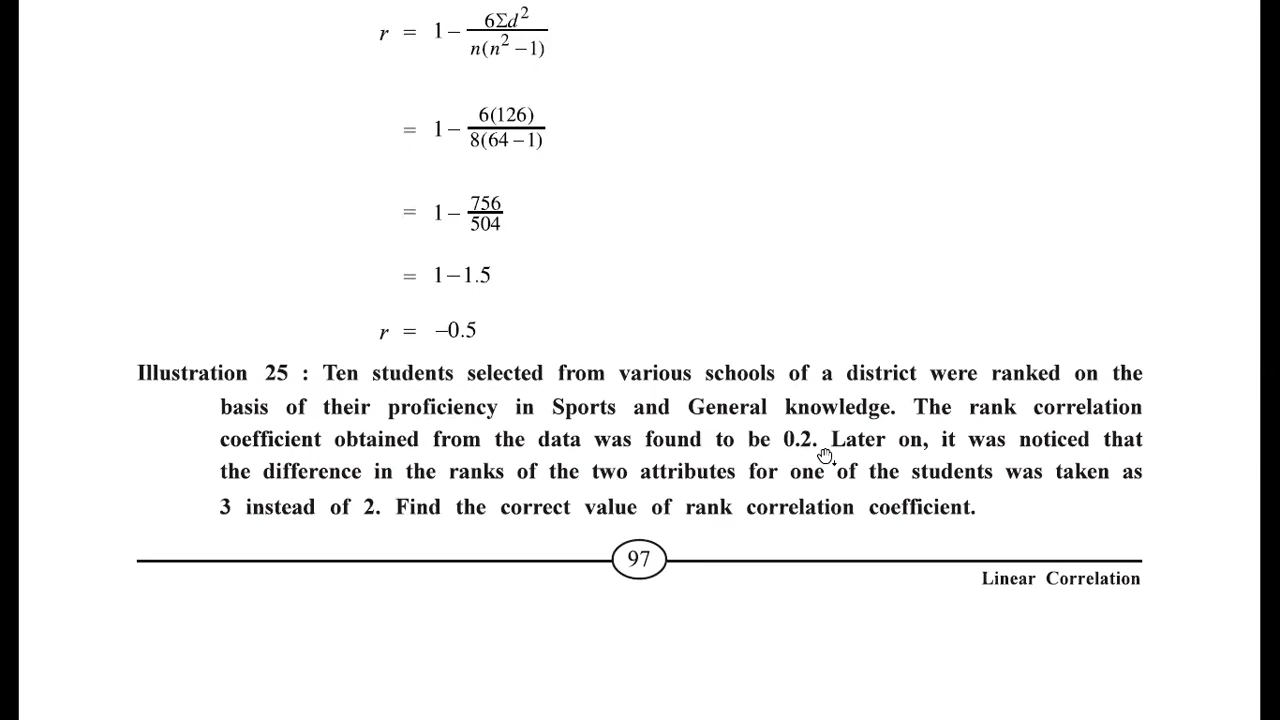 r = 1 − 6Σd² / n(n² −1)
= 1 − 6(126) / 8(64 −1)
= 1 − 756 / 504
= 1−1.5
r = −0.5
Illustration 25 : Ten students selected from various schools of a district were ranked on the
basis of their proficiency in Sports and General knowledge. The rank correlation
coefficient obtained from the data was found to be 0.2. Later on, it was noticed that
the difference in the ranks of the two attributes for one of the students was taken as
3 instead of 2. Find the correct value of rank correlation coefficient.
97
Linear Correlation